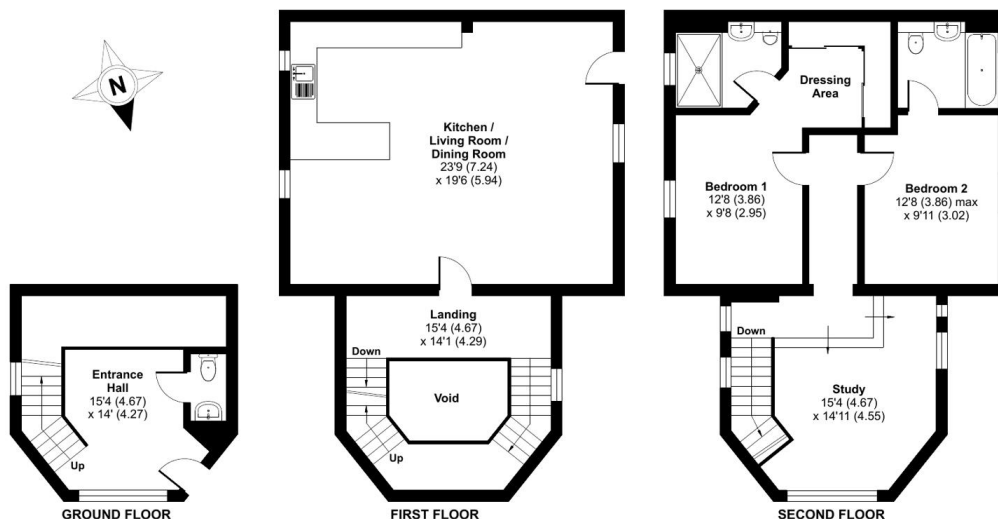 N
Entrance
Hall
15'4 (4.67)
x 14' (4.27)
Up
GROUND FLOOR
Kitchen /
Living Room /
Dining Room
23'9 (7.24)
x 19'6 (5.94)
Landing
15'4 (4.67)
x 14'1 (4.29)
Down
Void
Up
FIRST FLOOR
Dressing
Area
Bedroom 1
12'8 (3.86)
x 9'8 (2.95)
Bedroom 2
12'8 (3.86) max
x 9'11 (3.02)
Down
Study
15'4 (4.67)
x 14'11 (4.55)
SECOND FLOOR